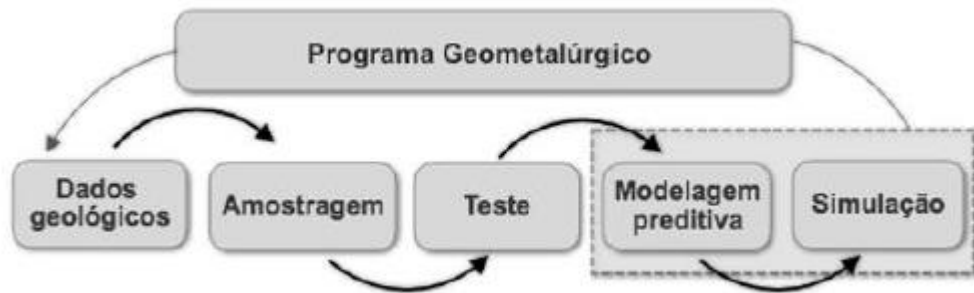 Programa Geometalúrgico
Dados
geológicos
Amostragem
Teste
Modelagem
preditiva
Simulação